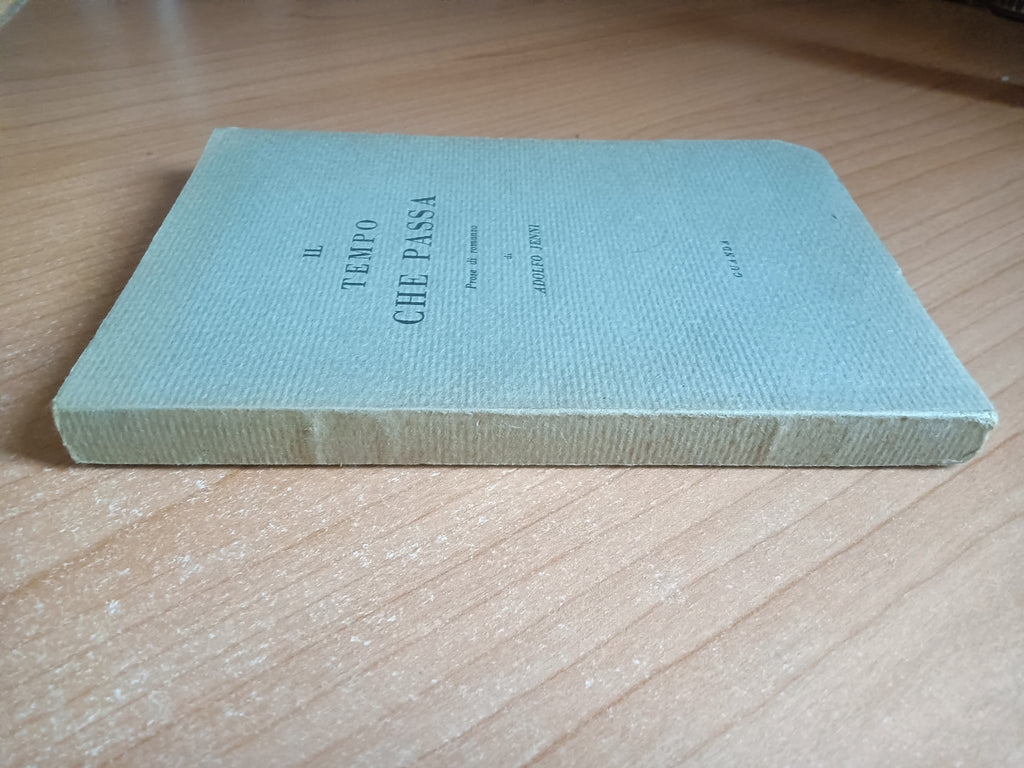 IL
TEMPO
CHE PASSA
Prose di romanzo
di
ADOLFO JENNI
GUANDA